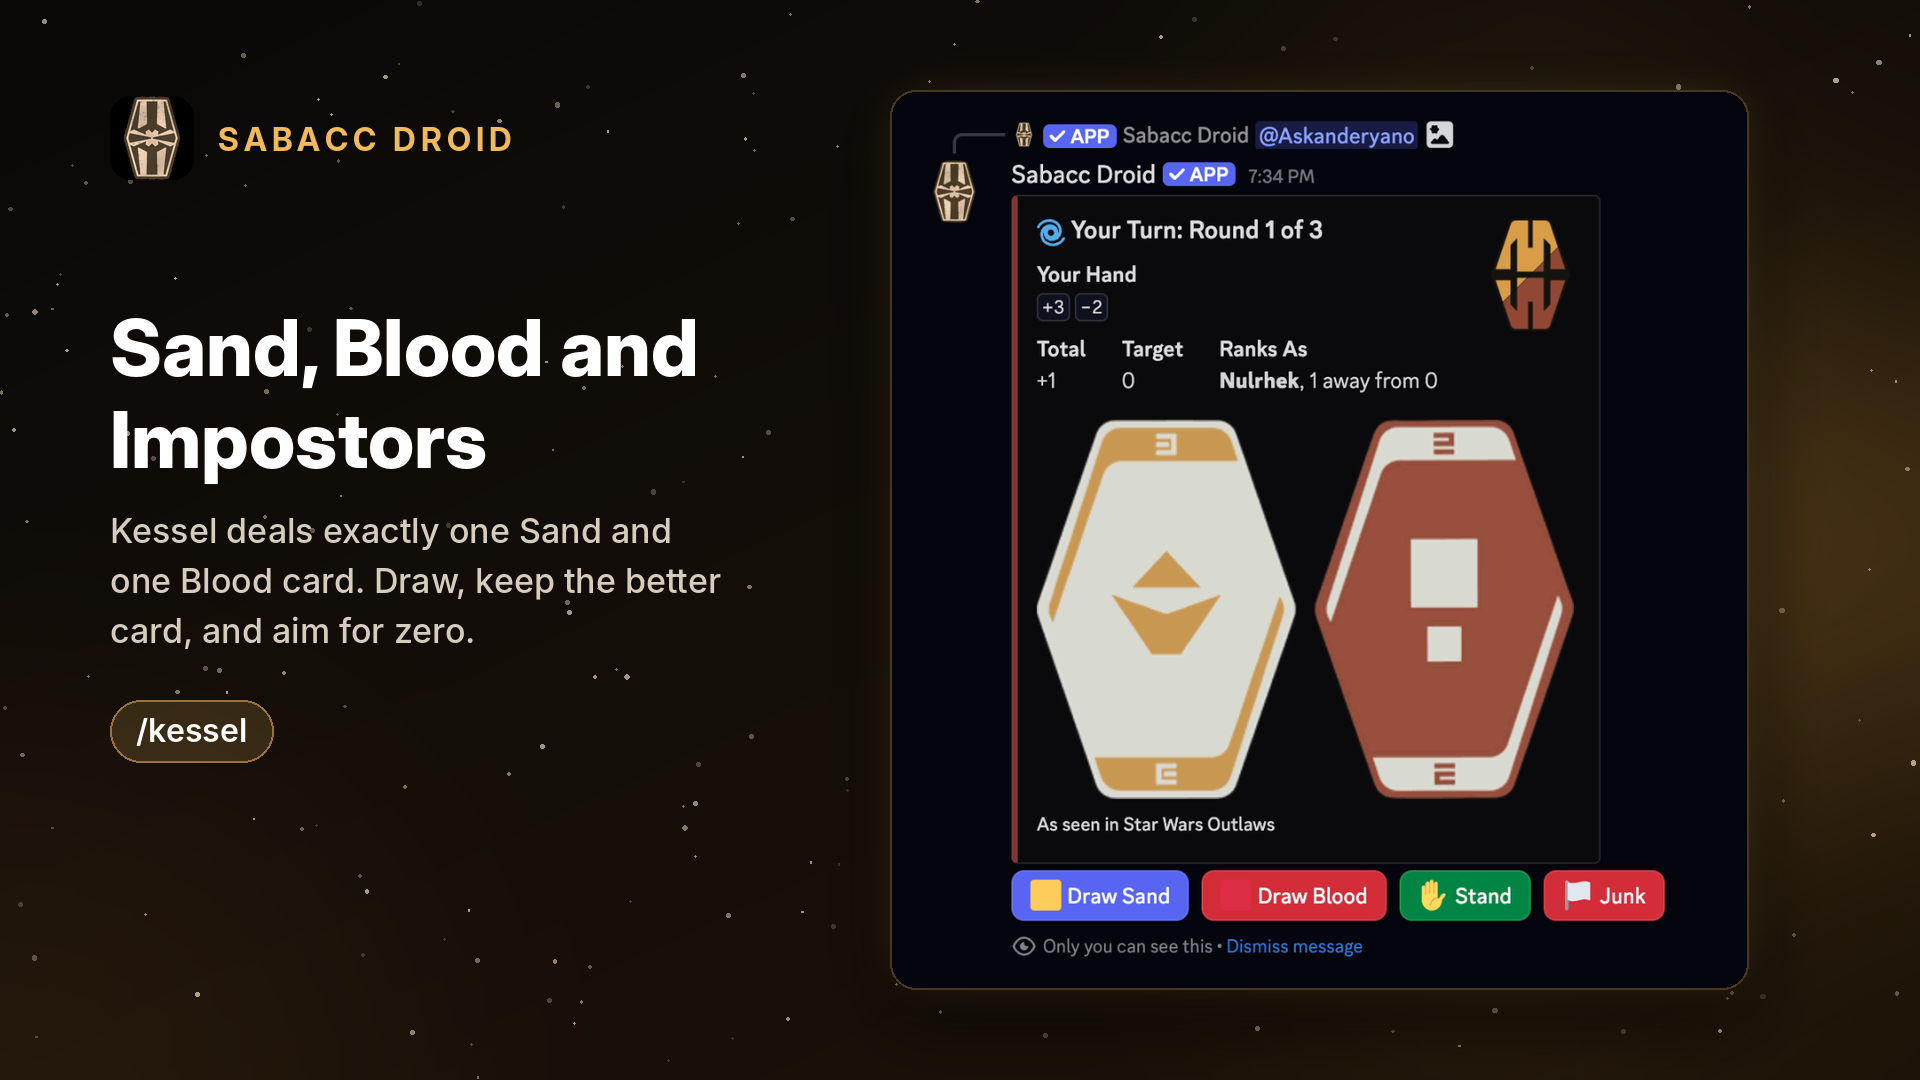 SABACC DROID
Sand, Blood and
Impostors
Kessel deals exactly one Sand and
one Blood card. Draw, keep the better
card, and aim for zero.
/kessel
APP Sabacc Droid @Askanderyano
Sabacc Droid APP 7:34 PM
Your Turn: Round 1 of 3
Your Hand
+3 −2
Total Target Ranks As
+1 0 Nulrhek, 1 away from 0
As seen in Star Wars Outlaws
Draw Sand Draw Blood Stand Junk
Only you can see this • Dismiss message